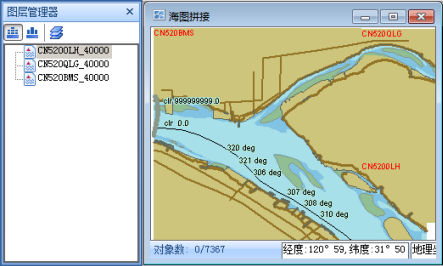 图层管理器
CN5200LH_40000
CN520QLG_40000
CN520BMS_40000
海图拼接
CN520BMS
CN520QLG
clr 999999999.0
clr 0.0
320 deg
321 deg
306 deg
CN5200LH
307 deg
308 deg
310 deg
对象数: 0/7367
经度:120° 59,纬度:31° 50